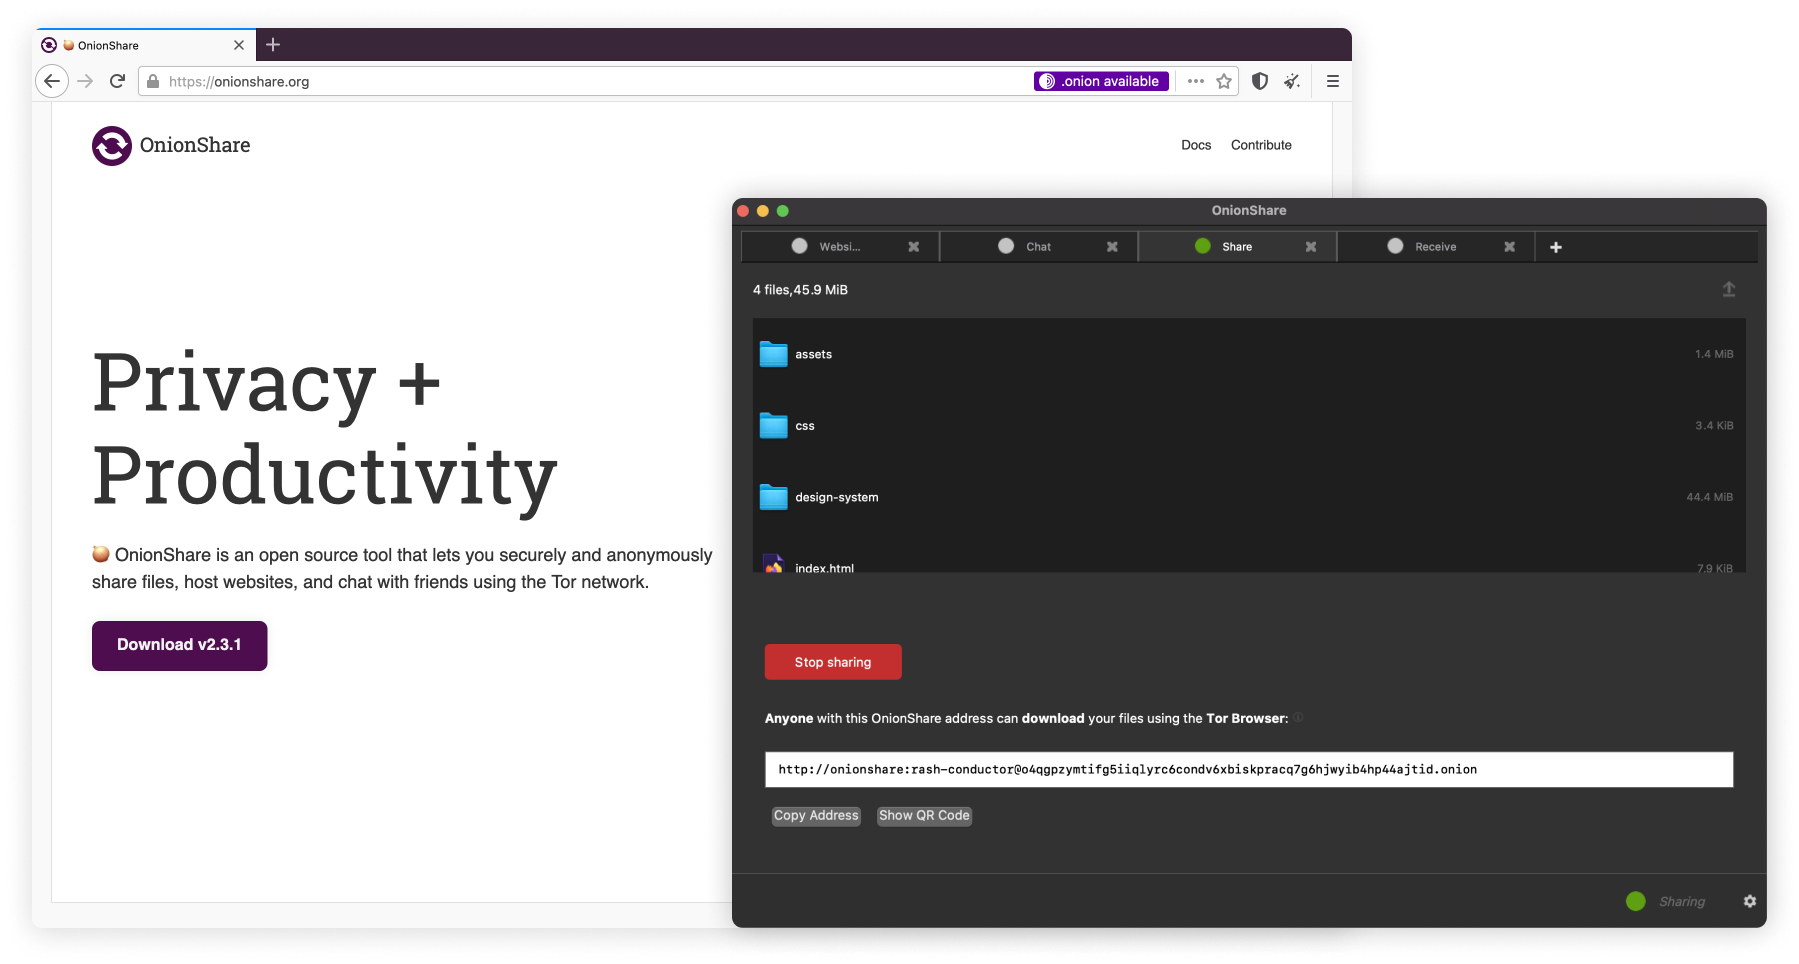 OnionShare
https://onionshare.org
.onion available
OnionShare
Docs
Contribute
Privacy +
Productivity
OnionShare is an open source tool that lets you securely and anonymously
share files, host websites, and chat with friends using the Tor network.
Download v2.3.1
OnionShare
Websi...
Chat
Share
Receive
4 files,45.9 MiB
assets
1.4 MiB
css
3.4 KiB
design-system
44.4 MiB
index.html
7.9 KiB
Stop sharing
Anyone with this OnionShare address can download your files using the Tor Browser:
http://onionshare:rash-conductor@o4qgpzymtifg5iiqlyrc6condv6xbiskpracq7g6hjwyib4hp44ajtid.onion
Copy Address
Show QR Code
Sharing